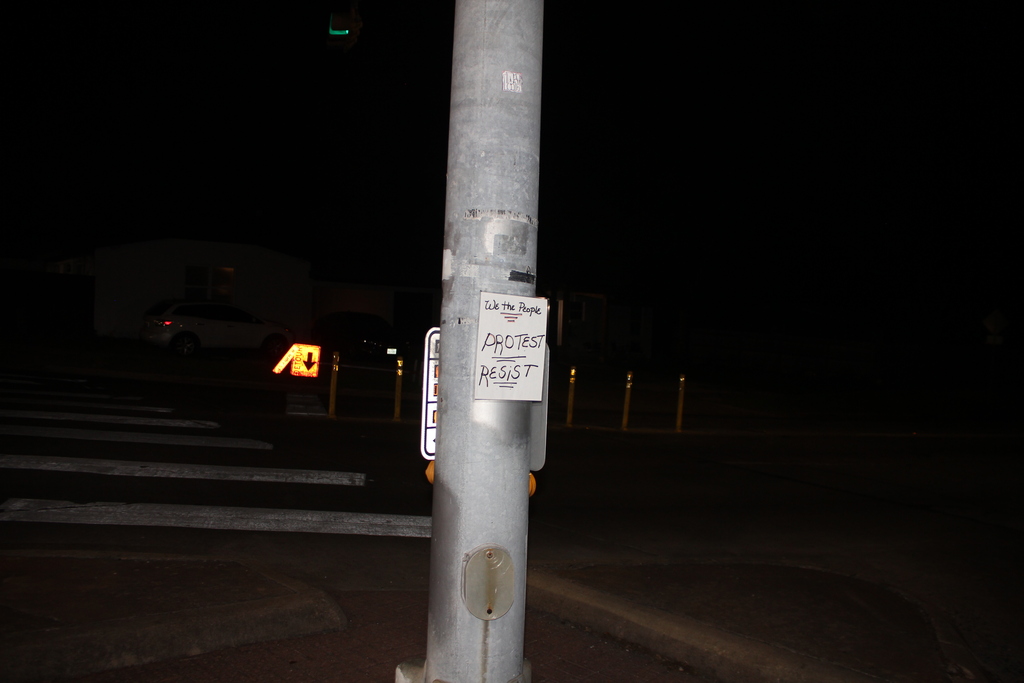 We the People
PROTEST
RESIST